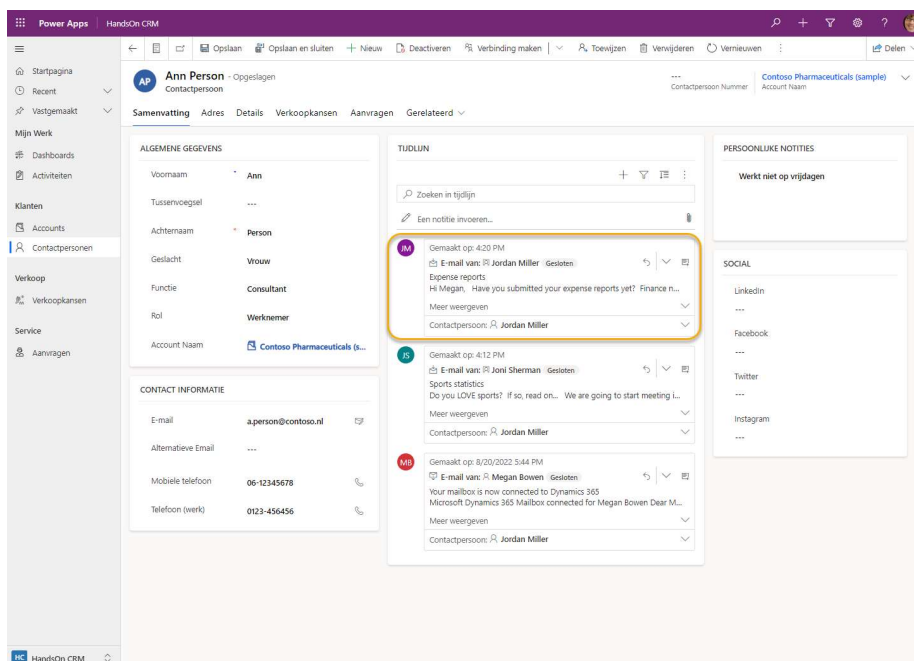 Power Apps HandsOn CRM
Opslaan Opslaan en sluiten Nieuw Deactiveren Verbinding maken Toewijzen Verwijderen Vernieuwen Delen
Startpagina
Recent
Vastgemaakt
Mijn Werk
Dashboards
Activiteiten
Klanten
Accounts
Contactpersonen
Verkoop
Verkoopkansen
Service
Aanvragen
HC HandsOn CRM
AP
Ann Person - Opgeslagen
Contactpersoon
---
Contactpersoon Nummer
Contoso Pharmaceuticals (sample)
Account Naam
Samenvatting Adres Details Verkoopkansen Aanvragen Gerelateerd
ALGEMENE GEGEVENS
Voornaam * Ann
Tussenvoegsel ---
Achternaam * Person
Geslacht Vrouw
Functie Consultant
Rol Werknemer
Account Naam Contoso Pharmaceuticals (s...
CONTACT INFORMATIE
E-mail a.person@contoso.nl
Alternatieve Email ---
Mobiele telefoon 06-12345678
Telefoon (werk) 0123-456456
TIJDLIJN
Zoeken in tijdlijn
Een notitie invoeren...
JM
Gemaakt op: 4:20 PM
E-mail van: Jordan Miller Gesloten
Expense reports
Hi Megan, Have you submitted your expense reports yet? Finance n...
Meer weergeven
Contactpersoon: Jordan Miller
JS
Gemaakt op: 4:12 PM
E-mail van: Joni Sherman Gesloten
Sports statistics
Do you LOVE sports? If so, read on... We are going to start meeting i...
Meer weergeven
Contactpersoon: Jordan Miller
MB
Gemaakt op: 8/20/2022 5:44 PM
E-mail van: Megan Bowen Gesloten
Your mailbox is now connected to Dynamics 365
Microsoft Dynamics 365 Mailbox connected for Megan Bowen Dear M...
Meer weergeven
Contactpersoon: Jordan Miller
PERSOONLIJKE NOTITIES
Werkt niet op vrijdagen
SOCIAL
LinkedIn
---
Facebook
---
Twitter
---
Instagram
---